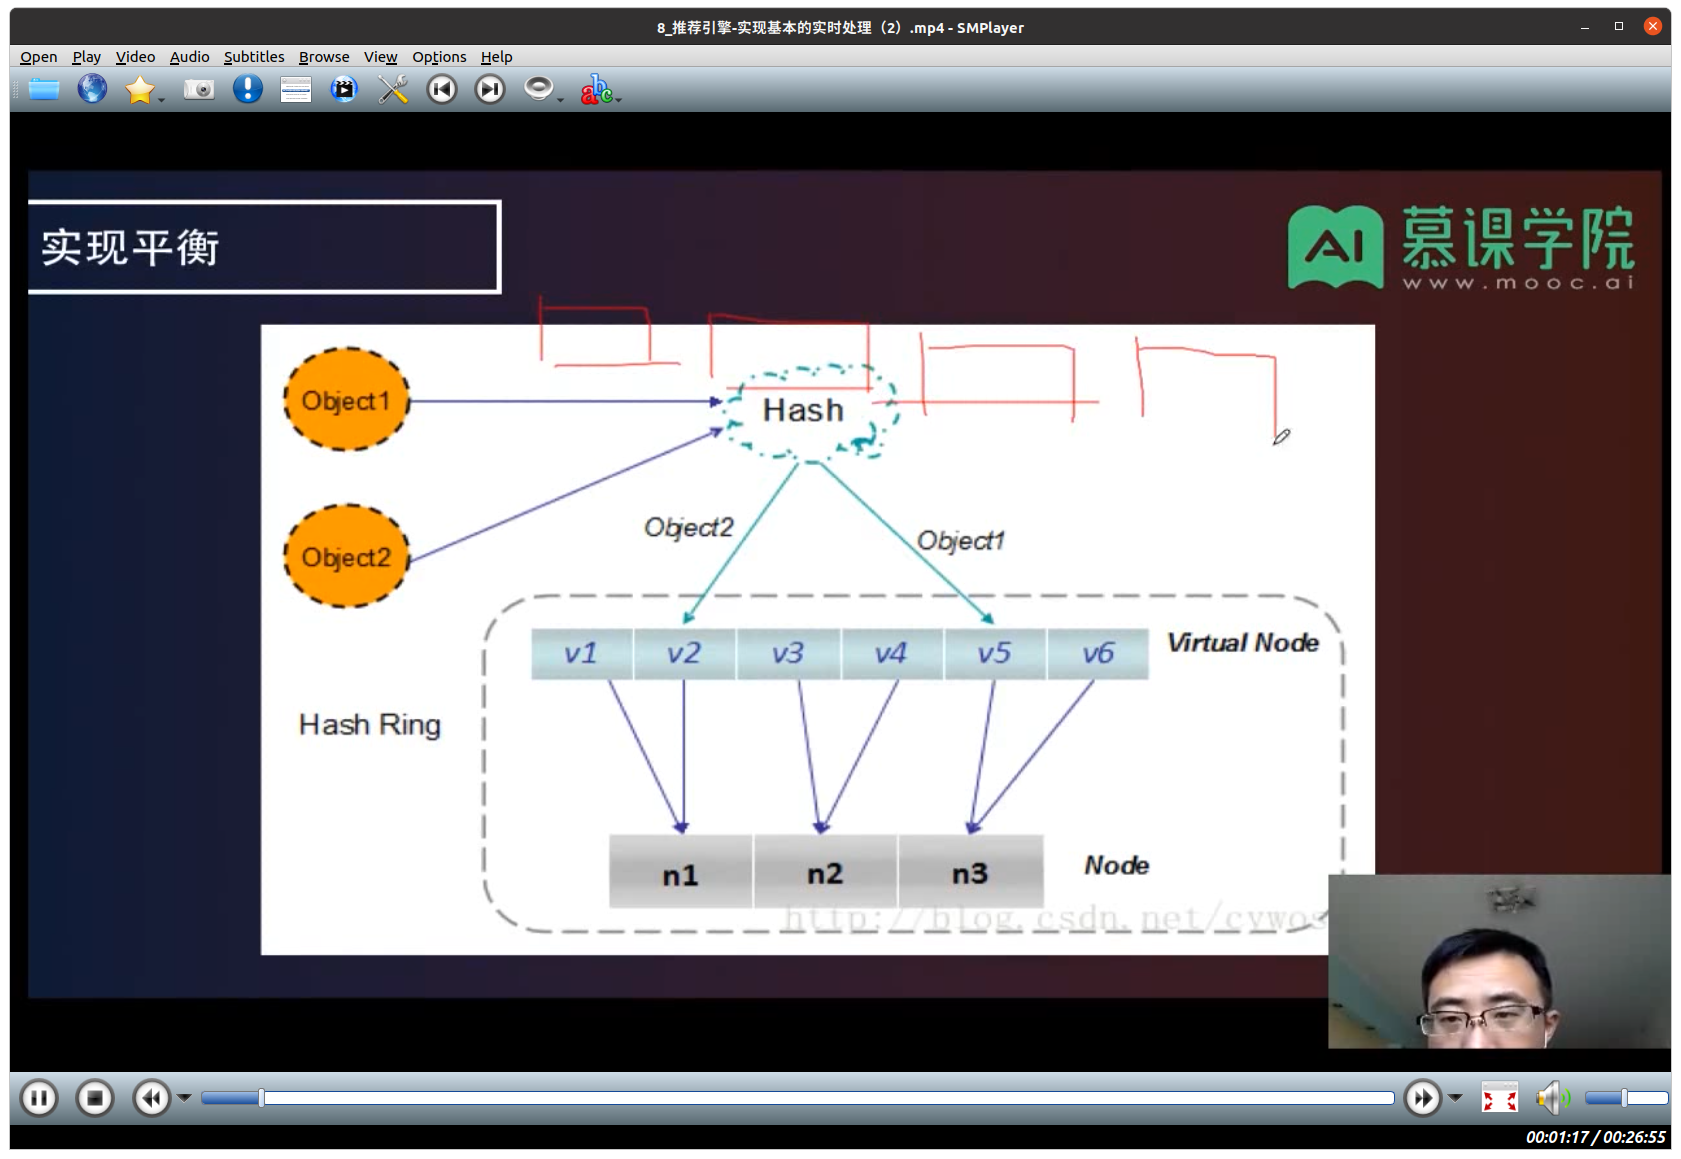 8_推荐引擎-实现基本的实时处理（2）.mp4 - SMPlayer
Open Play Video Audio Subtitles Browse View Options Help
abc
实现平衡
AI 慕课学院
www.mooc.ai
Object1
Hash
Object2
Object2
Object1
v1 v2 v3 v4 v5 v6
Virtual Node
Hash Ring
n1 n2 n3
Node
http://blog.csdn.net/cywos
00:01:17 / 00:26:55